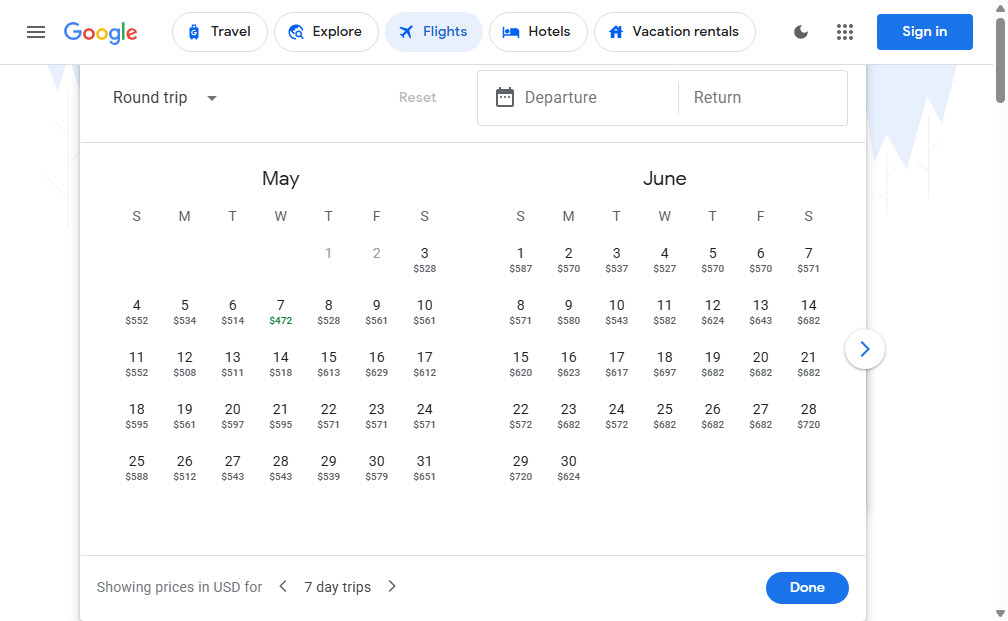 Google Travel Explore Flights Hotels Vacation rentals Sign in
Round trip Reset Departure Return
May
S M T W T F S
1 2 3
$528
4 5 6 7 8 9 10
$552 $534 $514 $472 $528 $561 $561
11 12 13 14 15 16 17
$552 $508 $511 $518 $613 $629 $612
18 19 20 21 22 23 24
$595 $561 $597 $595 $571 $571 $571
25 26 27 28 29 30 31
$588 $512 $543 $543 $539 $579 $651
June
S M T W T F S
1 2 3 4 5 6 7
$587 $570 $537 $527 $570 $570 $571
8 9 10 11 12 13 14
$571 $580 $543 $582 $624 $643 $682
15 16 17 18 19 20 21
$620 $623 $617 $697 $682 $682 $682
22 23 24 25 26 27 28
$572 $682 $572 $682 $682 $682 $720
29 30
$720 $624
Showing prices in USD for 7 day trips Done